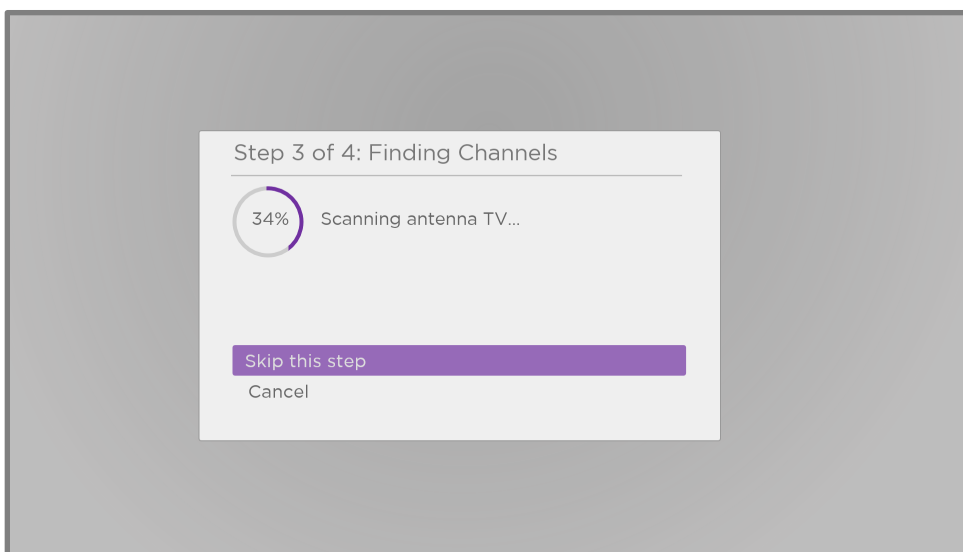 Step 3 of 4: Finding Channels
34%
Scanning antenna TV...
Skip this step
Cancel